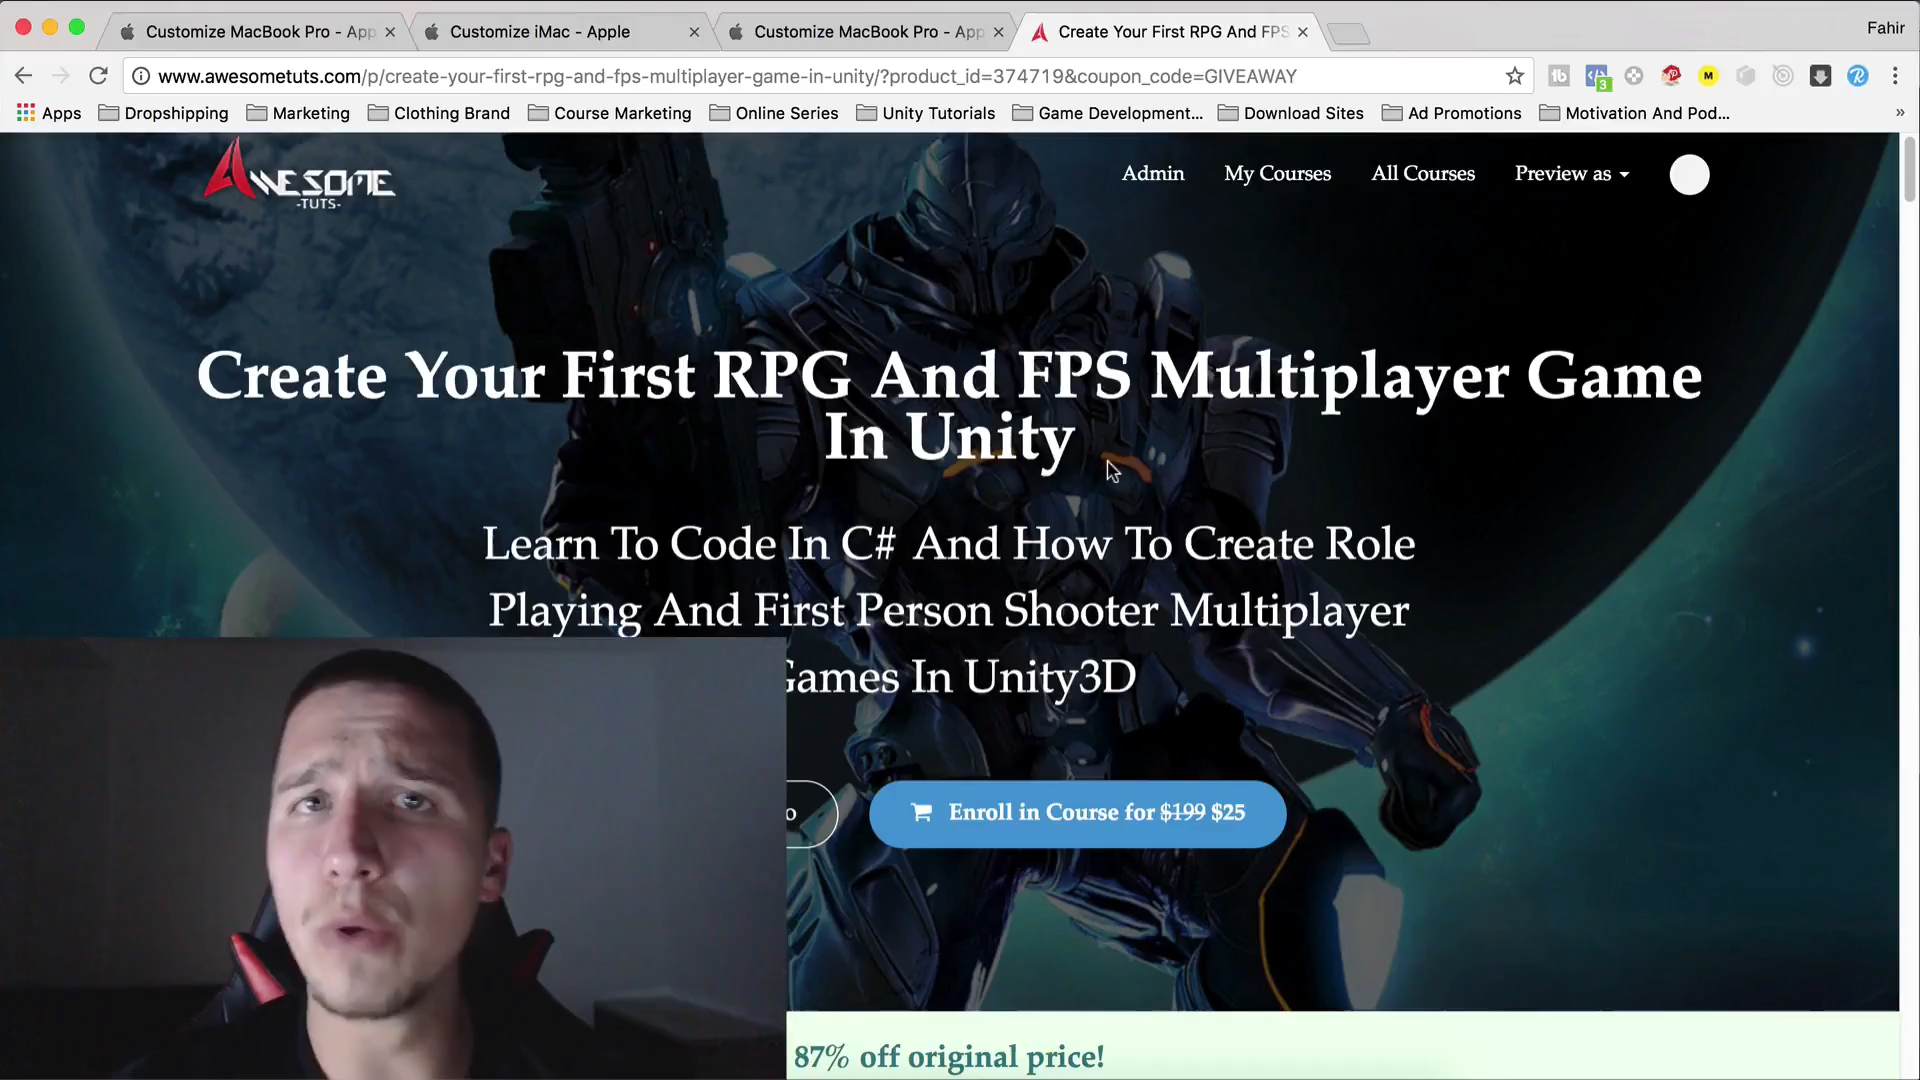 Customize MacBook Pro - App
Customize iMac - Apple
Customize MacBook Pro - App
Create Your First RPG And FPS
Fahir
www.awesometuts.com/p/create-your-first-rpg-and-fps-multiplayer-game-in-unity/?product_id=374719&coupon_code=GIVEAWAY
Apps
Dropshipping
Marketing
Clothing Brand
Course Marketing
Online Series
Unity Tutorials
Game Development...
Download Sites
Ad Promotions
Motivation And Pod...
AWESOME
-TUTS-
Admin
My Courses
All Courses
Preview as
Create Your First RPG And FPS Multiplayer Game
In Unity
Learn To Code In C# And How To Create Role
Playing And First Person Shooter Multiplayer
Games In Unity3D
o
Enroll in Course for $199 $25
87% off original price!